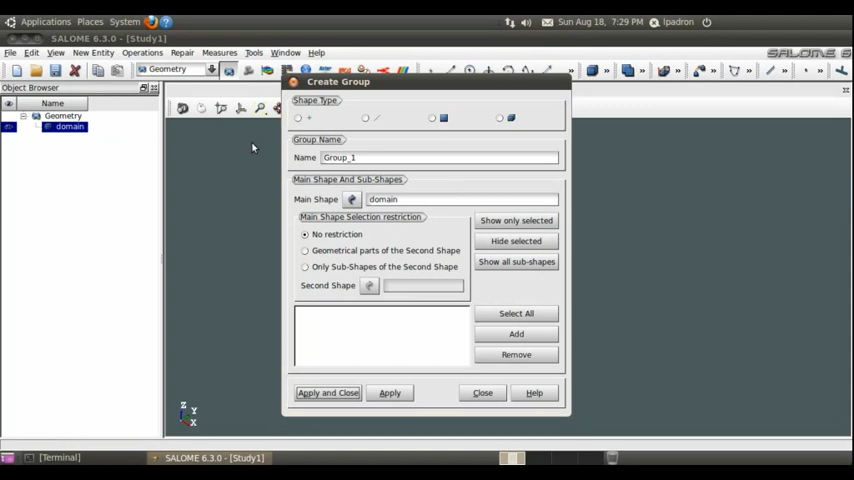 Applications Places System Sun Aug 18, 7:29 PM lpadron
SALOME 6.3.0 - [Study1]
File Edit View New Entity Operations Repair Measures Tools Window Help
Geometry
Object Browser
Name
Geometry
domain
Create Group
Shape Type
Group Name
Name Group_1
Main Shape And Sub-Shapes
Main Shape domain
Main Shape Selection restriction
No restriction
Geometrical parts of the Second Shape
Only Sub-Shapes of the Second Shape
Second Shape
Show only selected
Hide selected
Show all sub-shapes
Select All
Add
Remove
Apply and Close Apply Close Help
Z
Y
X
[Terminal] SALOME 6.3.0 - [Study1]